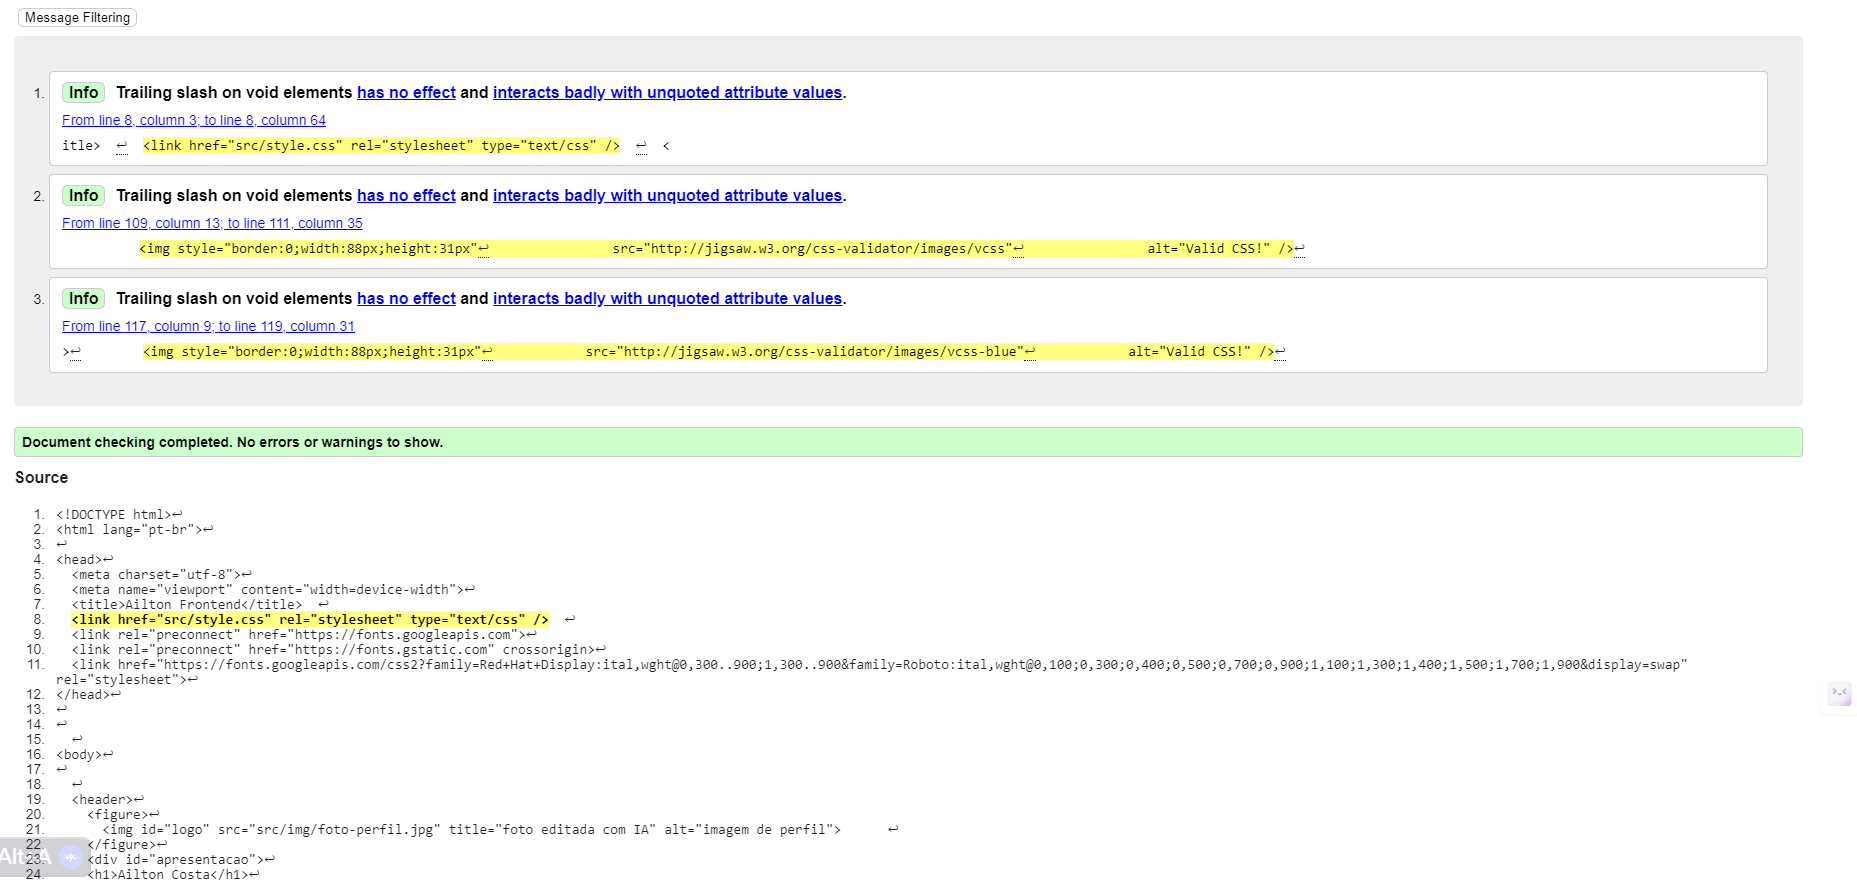 Message Filtering
1. Info Trailing slash on void elements has no effect and interacts badly with unquoted attribute values.
From line 8, column 3; to line 8, column 64
itle> ↩ <link href="src/style.css" rel="stylesheet" type="text/css" /> ↩ <
2. Info Trailing slash on void elements has no effect and interacts badly with unquoted attribute values.
From line 109, column 13; to line 111, column 35
<img style="border:0;width:88px;height:31px"↩ src="http://jigsaw.w3.org/css-validator/images/vcss"↩ alt="Valid CSS!" />↩
3. Info Trailing slash on void elements has no effect and interacts badly with unquoted attribute values.
From line 117, column 9; to line 119, column 31
>↩ <img style="border:0;width:88px;height:31px"↩ src="http://jigsaw.w3.org/css-validator/images/vcss-blue"↩ alt="Valid CSS!" />↩
Document checking completed. No errors or warnings to show.
Source
1. <!DOCTYPE html>↩
2. <html lang="pt-br">↩
3. ↩
4. <head>↩
5. <meta charset="utf-8">↩
6. <meta name="viewport" content="width=device-width">↩
7. <title>Ailton Frontend</title> ↩
8. <link href="src/style.css" rel="stylesheet" type="text/css" /> ↩
9. <link rel="preconnect" href="https://fonts.googleapis.com">↩
10. <link rel="preconnect" href="https://fonts.gstatic.com" crossorigin>↩
11. <link href="https://fonts.googleapis.com/css2?family=Red+Hat+Display:ital,wght@0,300..900;1,300..900&family=Roboto:ital,wght@0,100;0,300;0,400;0,500;0,700;0,900;1,100;1,300;1,400;1,500;1,700;1,900&display=swap"
rel="stylesheet">↩
12. </head>↩
13. ↩
14. ↩
15. ↩
16. <body>↩
17. ↩
18. ↩
19. <header>↩
20. <figure>↩
21. <img id="logo" src="src/img/foto-perfil.jpg" title="foto editada com IA" alt="imagem de perfil"> ↩
22. </figure>↩
23. <div id="apresentacao">↩
24. <h1>Ailton Costa</h1>↩